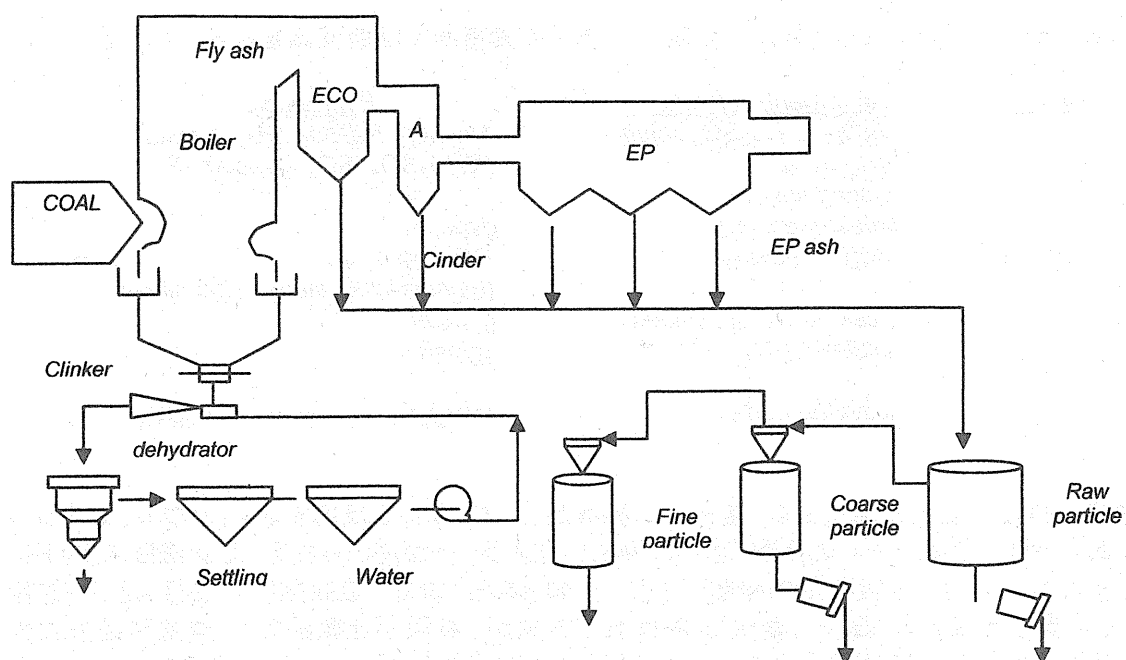 Fly ash
ECO
A
Boiler
EP
COAL
EP ash
Cinder
Clinker
dehydrator
Fine
particle
Coarse
particle
Raw
particle
Settling
Water